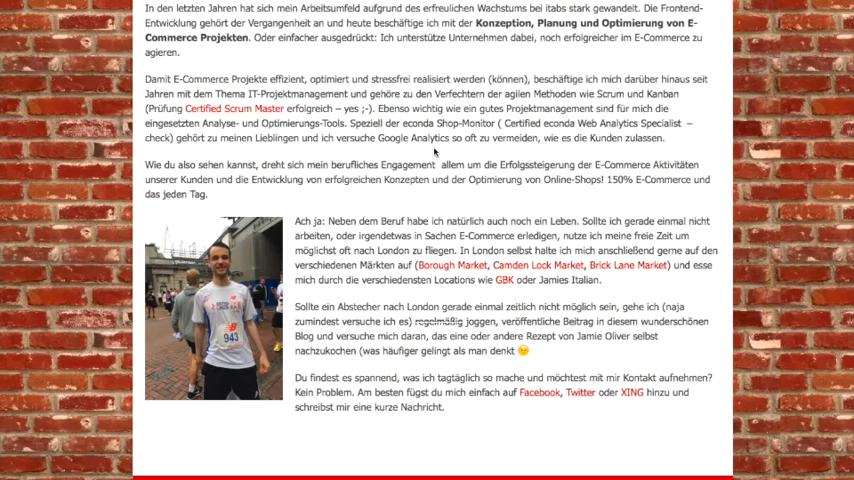 In den letzten Jahren hat sich mein Arbeitsumfeld aufgrund des erfreulichen Wachstums bei itabs stark gewandelt. Die Frontend-
Entwicklung gehört der Vergangenheit an und heute beschäftige ich mit der Konzeption, Planung und Optimierung von E-
Commerce Projekten. Oder einfacher ausgedrückt: Ich unterstütze Unternehmen dabei, noch erfolgreicher im E-Commerce zu
agieren.
Damit E-Commerce Projekte effizient, optimiert und stressfrei realisiert werden (können), beschäftige ich mich darüber hinaus seit
Jahren mit dem Thema IT-Projektmanagement und gehöre zu den Verfechtern der agilen Methoden wie Scrum und Kanban
(Prüfung Certified Scrum Master erfolgreich – yes ;-). Ebenso wichtig wie ein gutes Projektmanagement sind für mich die
eingesetzten Analyse- und Optimierungs-Tools. Speziell der econda Shop-Monitor ( Certified econda Web Analytics Specialist –
check) gehört zu meinen Lieblingen und ich versuche Google Analytics so oft zu vermeiden, wie es die Kunden zulassen.
Wie du also sehen kannst, dreht sich mein berufliches Engagement allem um die Erfolgssteigerung der E-Commerce Aktivitäten
unserer Kunden und die Entwicklung von erfolgreichen Konzepten und der Optimierung von Online-Shops! 150% E-Commerce und
das jeden Tag.
Ach ja: Neben dem Beruf habe ich natürlich auch noch ein Leben. Sollte ich gerade einmal nicht
arbeiten, oder irgendetwas in Sachen E-Commerce erledigen, nutze ich meine freie Zeit um
möglichst oft nach London zu fliegen. In London selbst halte ich mich anschließend gerne auf den
verschiedenen Märkten auf (Borough Market, Camden Lock Market, Brick Lane Market) und esse
mich durch die verschiedensten Locations wie GBK oder Jamies Italian.
Sollte ein Abstecher nach London gerade einmal zeitlich nicht möglich sein, gehe ich (naja
zumindest versuche ich es) regelmäßig joggen, veröffentliche Beitrag in diesem wunderschönen
Blog und versuche mich daran, das eine oder andere Rezept von Jamie Oliver selbst
nachzukochen (was häufiger gelingt als man denkt 😉
Du findest es spannend, was ich tagtäglich so mache und möchtest mit mir Kontakt aufnehmen?
Kein Problem. Am besten fügst du mich einfach auf Facebook, Twitter oder XING hinzu und
schreibst mir eine kurze Nachricht.
943